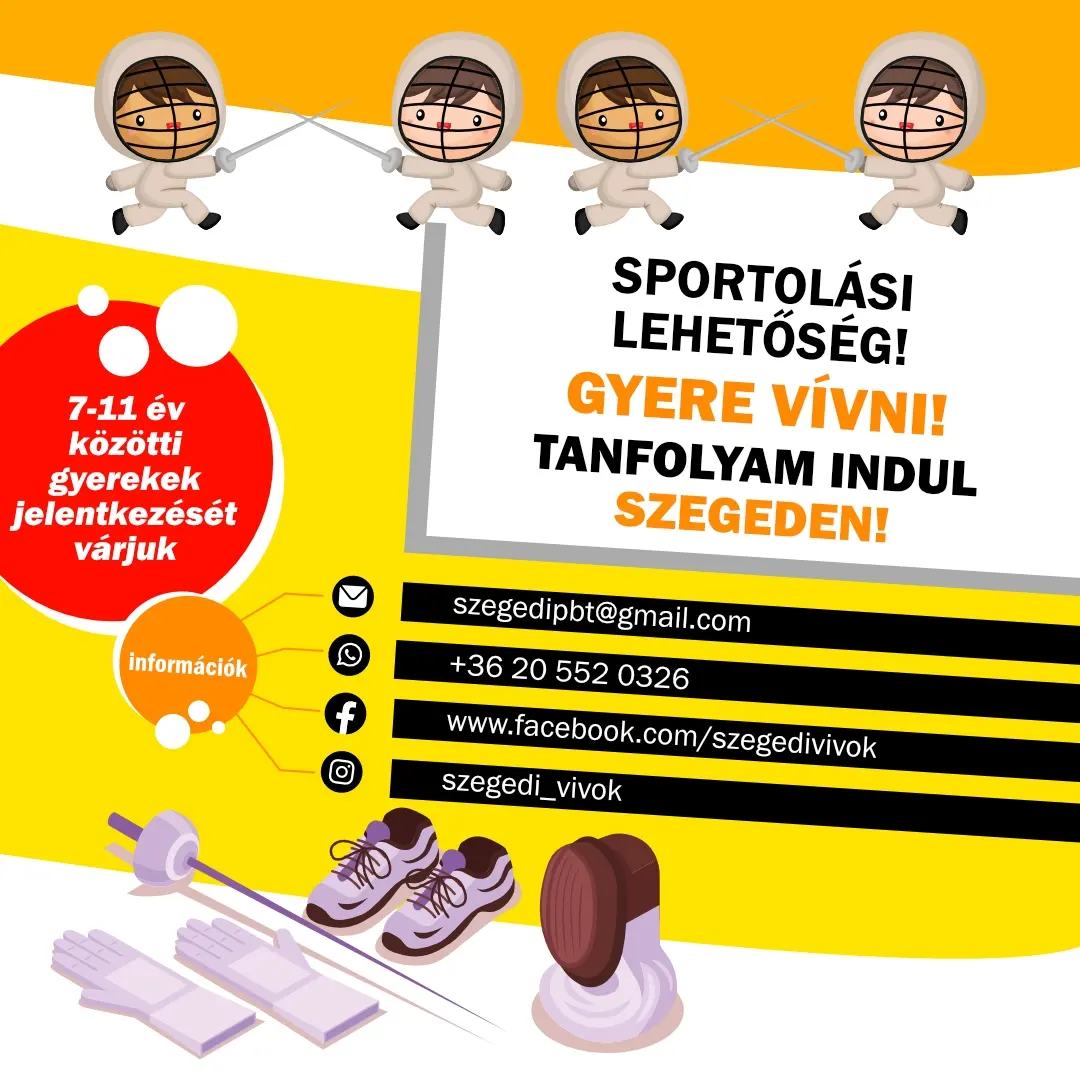 SPORTOLÁSI
LEHETŐSÉG!
GYERE VÍVNI!
TANFOLYAM INDUL
SZEGEDEN!
7-11 év
közötti
gyerekek
jelentkezését
várjuk
információk
szegedipbt@gmail.com
+36 20 552 0326
www.facebook.com/szegedivivok
szegedi_vivok